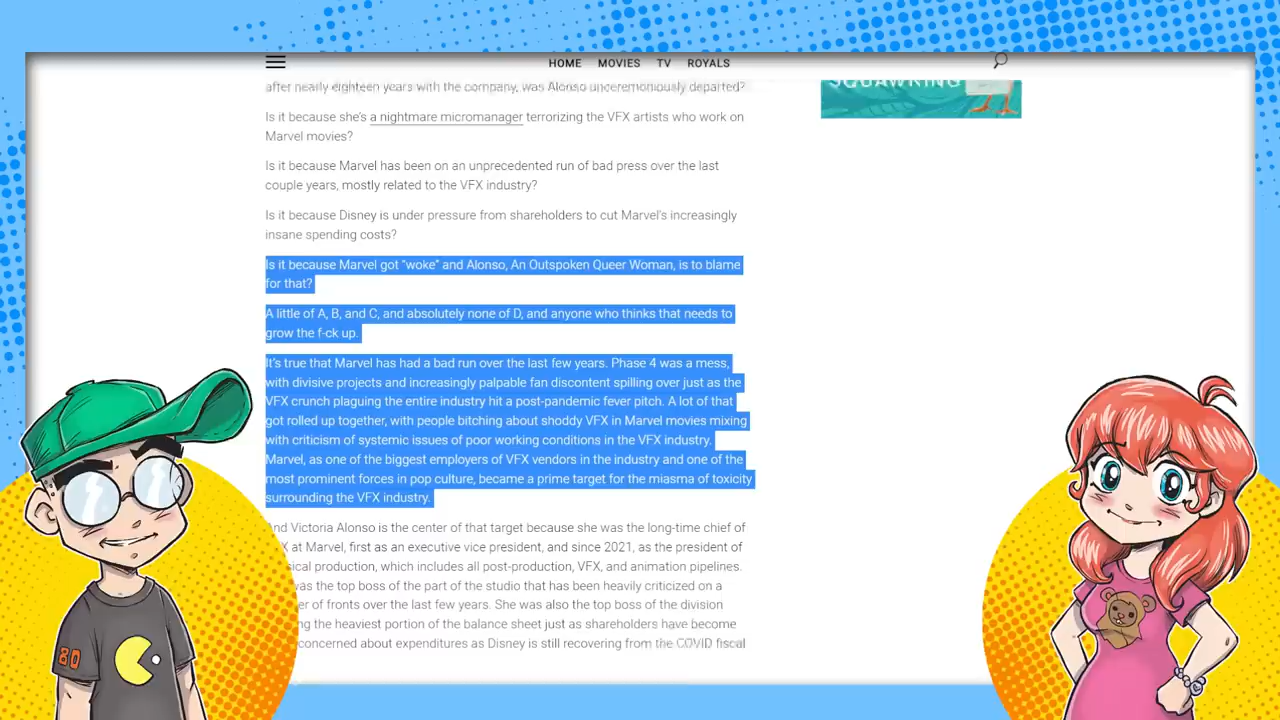 HOME MOVIES TV ROYALS
SQUAWKING
after nearly eighteen years with the company, was Alonso unceremoniously departed?
Is it because she's a nightmare micromanager terrorizing the VFX artists who work on
Marvel movies?
Is it because Marvel has been on an unprecedented run of bad press over the last
couple years, mostly related to the VFX industry?
Is it because Disney is under pressure from shareholders to cut Marvel's increasingly
insane spending costs?
Is it because Marvel got "woke" and Alonso, An Outspoken Queer Woman, is to blame
for that?
A little of A, B, and C, and absolutely none of D, and anyone who thinks that needs to
grow the f-ck up.
It's true that Marvel has had a bad run over the last few years. Phase 4 was a mess,
with divisive projects and increasingly palpable fan discontent spilling over just as the
VFX crunch plaguing the entire industry hit a post-pandemic fever pitch. A lot of that
got rolled up together, with people bitching about shoddy VFX in Marvel movies mixing
with criticism of systemic issues of poor working conditions in the VFX industry.
Marvel, as one of the biggest employers of VFX vendors in the industry and one of the
most prominent forces in pop culture, became a prime target for the miasma of toxicity
surrounding the VFX industry.
And Victoria Alonso is the center of that target because she was the long-time chief of
X at Marvel, first as an executive vice president, and since 2021, as the president of
sical production, which includes all post-production, VFX, and animation pipelines.
was the top boss of the part of the studio that has been heavily criticized on a
er of fronts over the last few years. She was also the top boss of the division
ng the heaviest portion of the balance sheet just as shareholders have become
concerned about expenditures as Disney is still recovering from the COVID fiscal
80